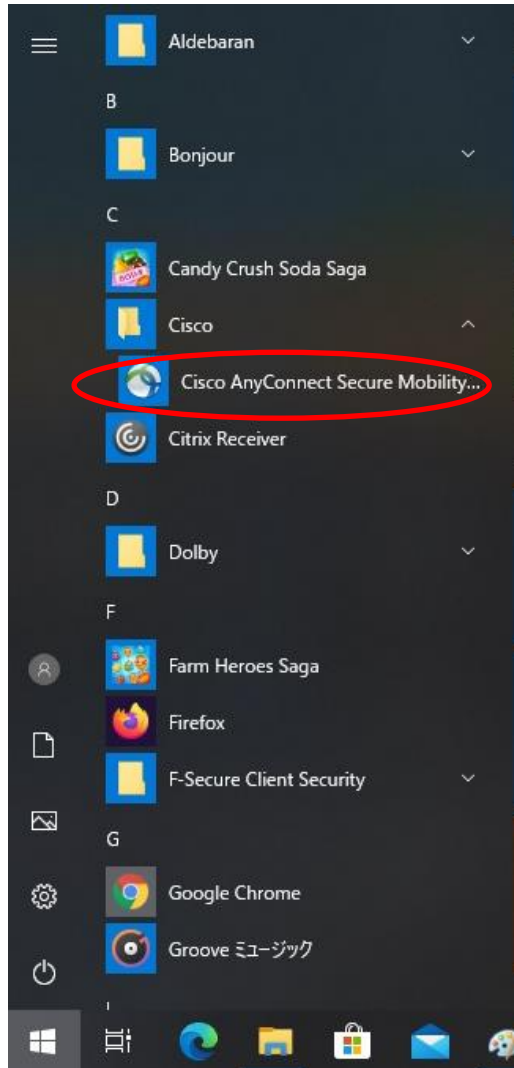 Aldebaran
B
Bonjour
C
Candy Crush Soda Saga
Cisco
Cisco AnyConnect Secure Mobility...
Citrix Receiver
D
Dolby
F
Farm Heroes Saga
Firefox
F-Secure Client Security
G
Google Chrome
Groove ミュージック